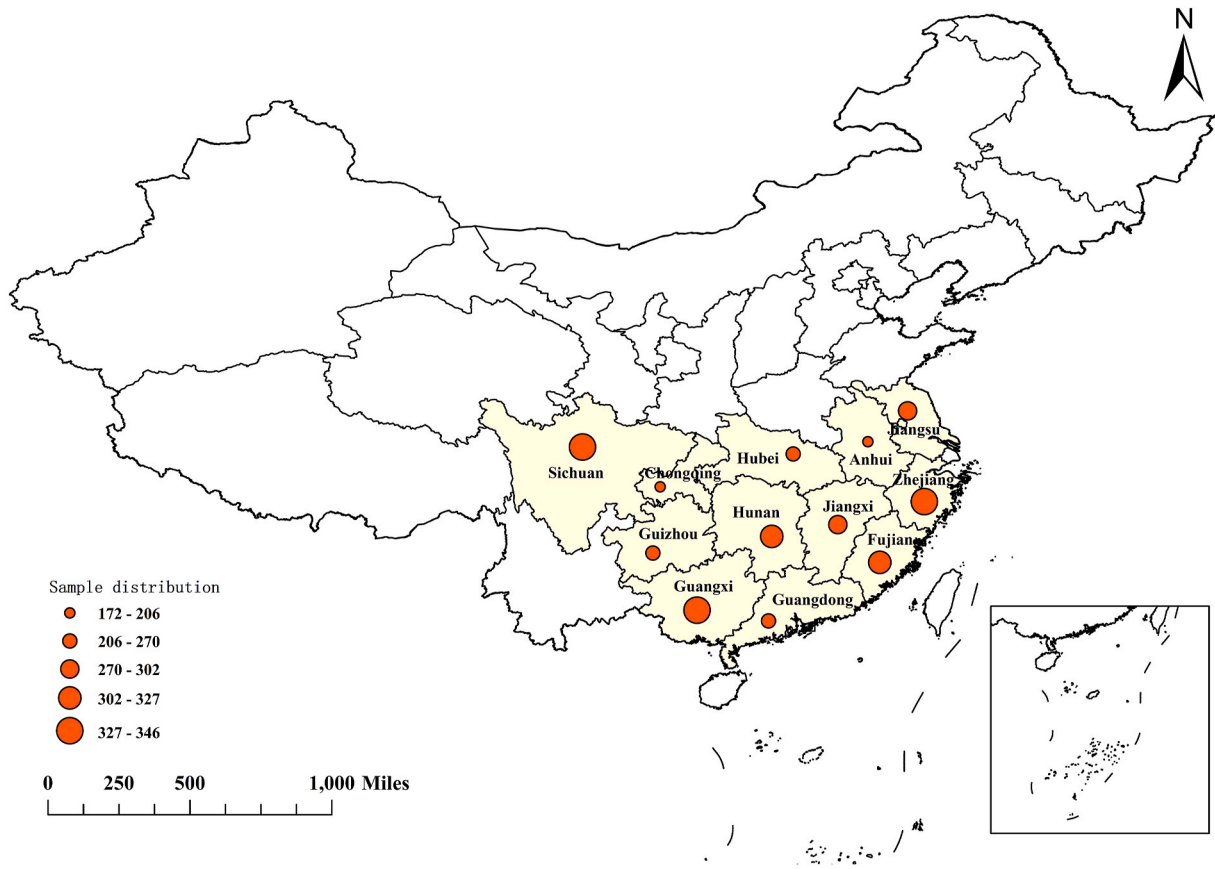 N
Jiangsu
Hubei
Anhui
Sichuan
Chongqing
Zhejiang
Hunan
Jiangxi
Guizhou
Fujian
Guangxi
Guangdong
Sample distribution
172 - 206
206 - 270
270 - 302
302 - 327
327 - 346
0 250 500 1,000 Miles